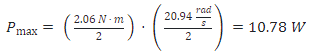 P_max = (2.06 N · m / 2) · (20.94 rad/s / 2) = 10.78 W